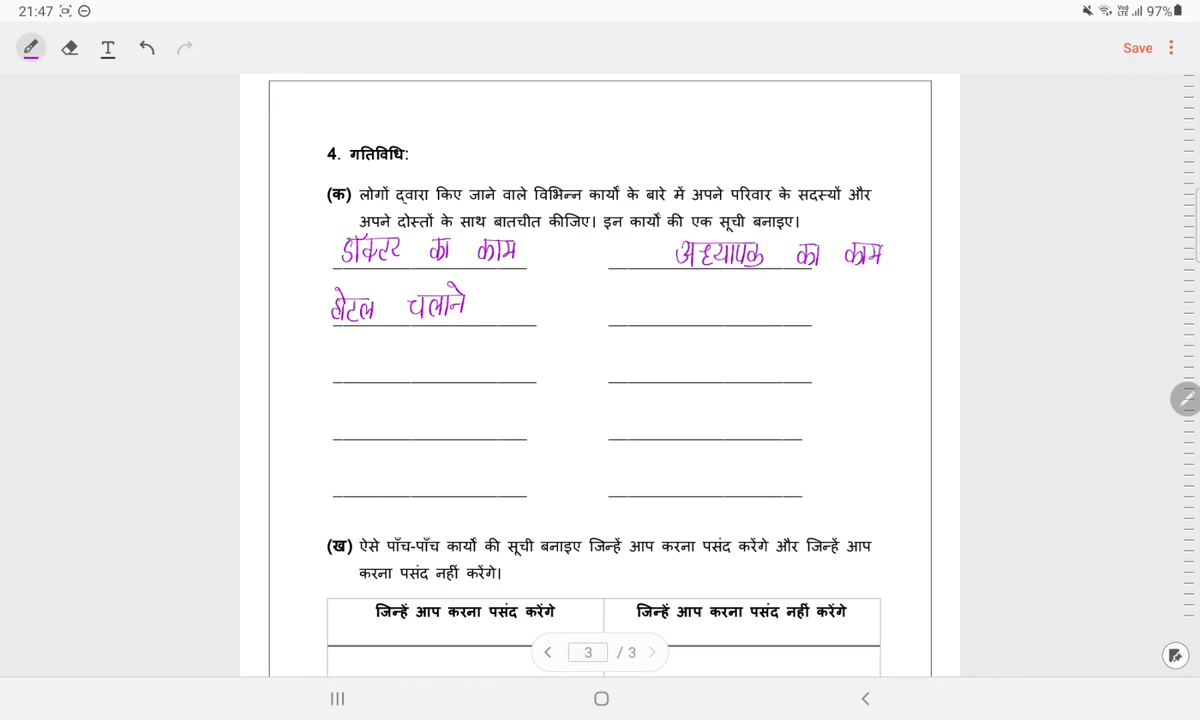 21:47
97%
Save
4. गतिविधि:
(क) लोगों द्वारा किए जाने वाले विभिन्न कार्यों के बारे में अपने परिवार के सदस्यों और
अपने दोस्तों के साथ बातचीत कीजिए। इन कार्यों की एक सूची बनाइए।
डॉक्टर का काम अध्यापक का काम
होटल चलाने
(ख) ऐसे पाँच-पाँच कार्यों की सूची बनाइए जिन्हें आप करना पसंद करेंगे और जिन्हें आप
करना पसंद नहीं करेंगे।
जिन्हें आप करना पसंद करेंगे जिन्हें आप करना पसंद नहीं करेंगे
3 / 3